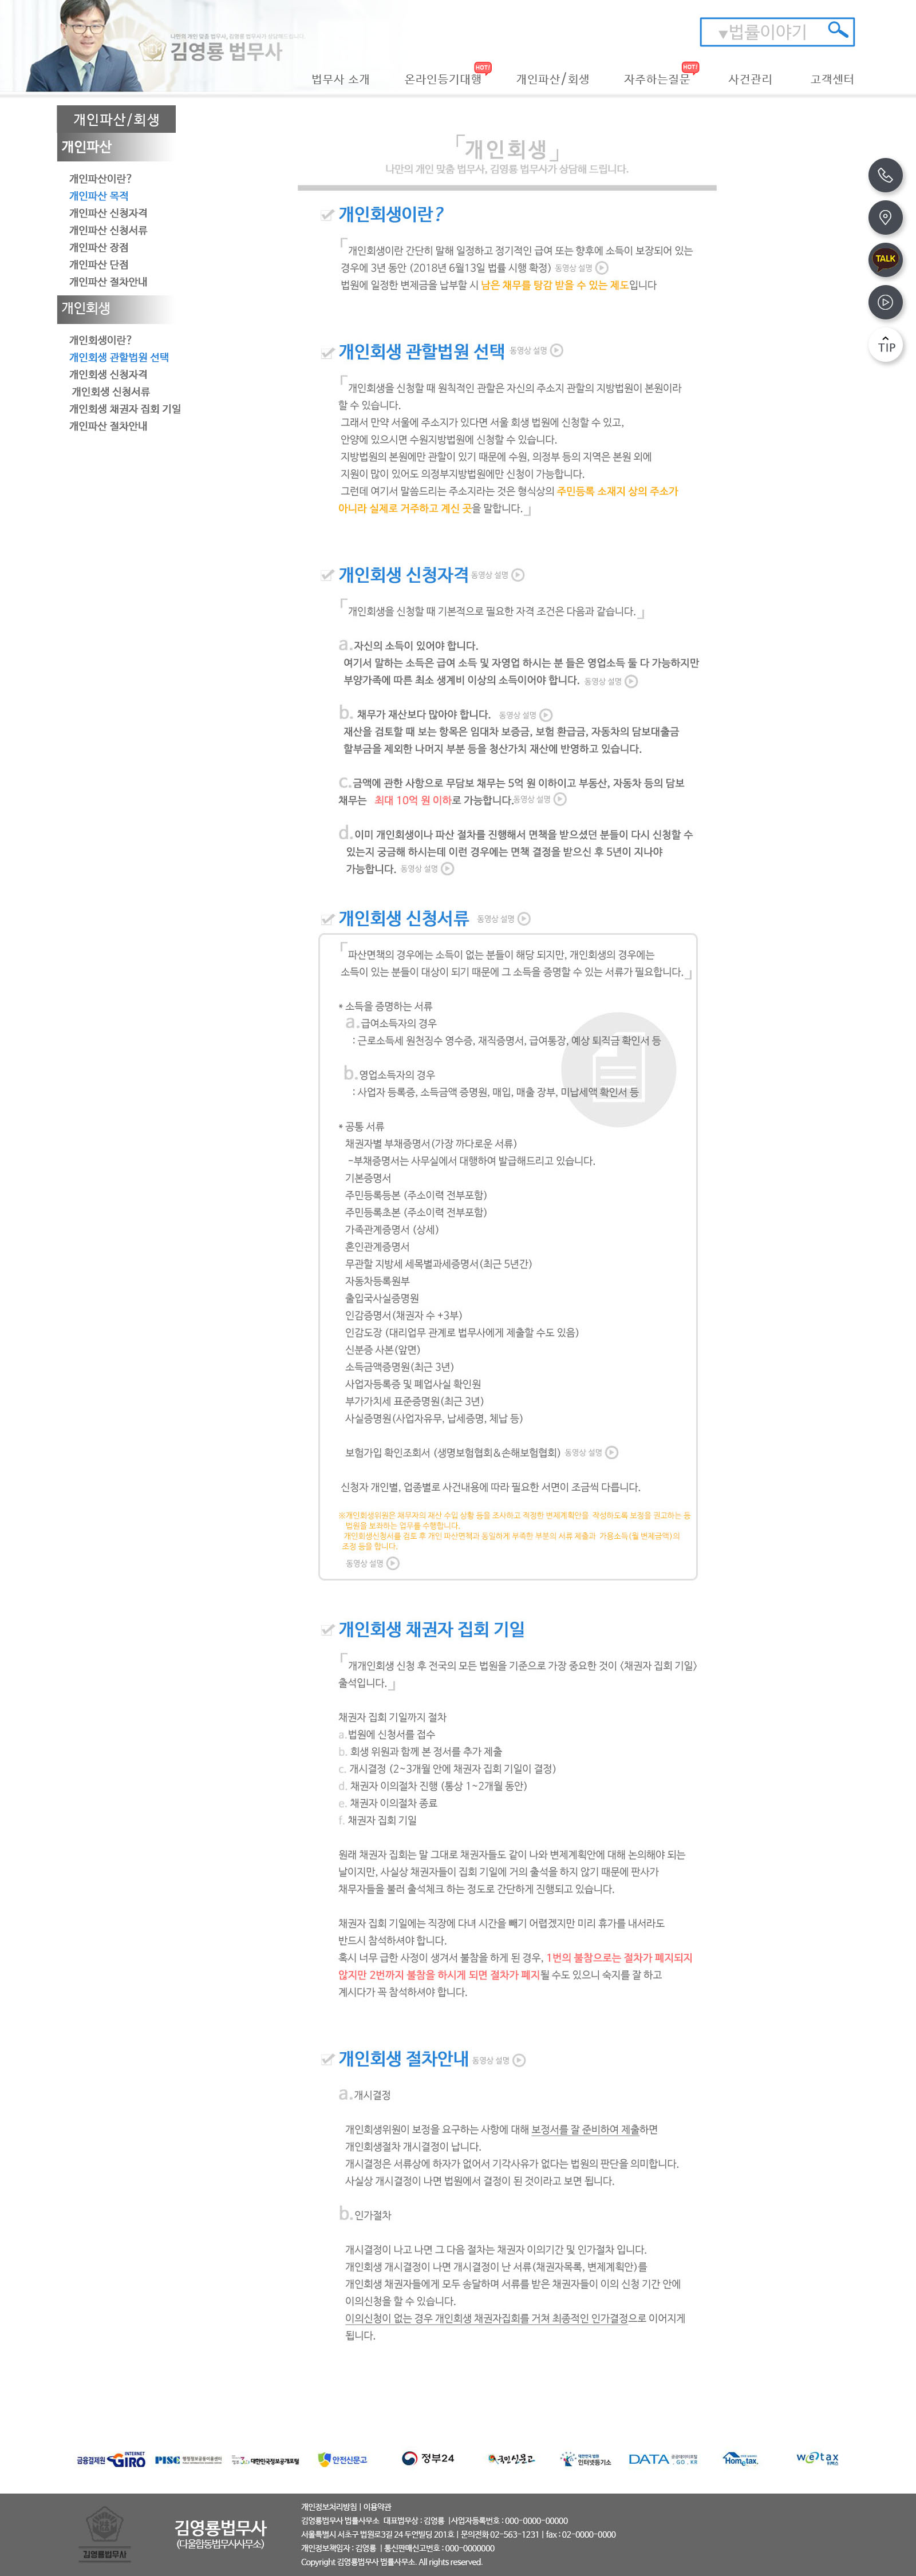 나만의 개인 맞춤 법무사, 김영룡 법무사가 상담해드립니다.
김영룡 법무사
▼법률이야기
HOT!
HOT!
법무사 소개
온라인등기대행
개인파산/회생
자주하는질문
사건관리
고객센터
개인파산/회생
개인파산
개인파산이란?
개인파산 목적
개인파산 신청자격
개인파산 신청서류
개인파산 장점
개인파산 단점
개인파산 절차안내
개인회생
개인회생이란?
개인회생 관할법원 선택
개인회생 신청자격
개인회생 신청서류
개인회생 채권자 집회 기일
개인파산 절차안내
TALK
TIP
「개인회생」
나만의 개인 맞춤 법무사, 김영룡 법무사가 상담해 드립니다.
개인회생이란?
「개인회생이란 간단히 말해 일정하고 정기적인 급여 또는 향후에 소득이 보장되어 있는
경우에 3년 동안 (2018년 6월13일 법률 시행 확정) 동영상 설명
법원에 일정한 변제금을 납부할 시 남은 채무를 탕감 받을 수 있는 제도입니다
개인회생 관할법원 선택 동영상 설명
「개인회생을 신청할 때 원칙적인 관할은 자신의 주소지 관할의 지방법원이 본원이라
할 수 있습니다.
그래서 만약 서울에 주소지가 있다면 서울 회생 법원에 신청할 수 있고,
안양에 있으시면 수원지방법원에 신청할 수 있습니다.
지방법원의 본원에만 관할이 있기 때문에 수원, 의정부 등의 지역은 본원 외에
지원이 많이 있어도 의정부지방법원에만 신청이 가능합니다.
그런데 여기서 말씀드리는 주소지라는 것은 형식상의 주민등록 소재지 상의 주소가
아니라 실제로 거주하고 계신 곳을 말합니다.」
개인회생 신청자격 동영상 설명
「개인회생을 신청할 때 기본적으로 필요한 자격 조건은 다음과 같습니다.」
a.자신의 소득이 있어야 합니다.
여기서 말하는 소득은 급여 소득 및 자영업 하시는 분 들은 영업소득 둘 다 가능하지만
부양가족에 따른 최소 생계비 이상의 소득이어야 합니다. 동영상 설명
b. 채무가 재산보다 많아야 합니다. 동영상 설명
재산을 검토할 때 보는 항목은 임대차 보증금, 보험 환급금, 자동차의 담보대출금
할부금을 제외한 나머지 부분 등을 청산가치 재산에 반영하고 있습니다.
c.금액에 관한 사항으로 무담보 채무는 5억 원 이하이고 부동산, 자동차 등의 담보
채무는 최대 10억 원 이하로 가능합니다.동영상 설명
d.이미 개인회생이나 파산 절차를 진행해서 면책을 받으셨던 분들이 다시 신청할 수
있는지 궁금해 하시는데 이런 경우에는 면책 결정을 받으신 후 5년이 지나야
가능합니다. 동영상 설명
개인회생 신청서류 동영상 설명
「파산면책의 경우에는 소득이 없는 분들이 해당 되지만, 개인회생의 경우에는
소득이 있는 분들이 대상이 되기 때문에 그 소득을 증명할 수 있는 서류가 필요합니다.」
* 소득을 증명하는 서류
a.급여소득자의 경우
: 근로소득세 원천징수 영수증, 재직증명서, 급여통장, 예상 퇴직금 확인서 등
b.영업소득자의 경우
: 사업자 등록증, 소득금액 증명원, 매입, 매출 장부, 미납세액 확인서 등
* 공통 서류
채권자별 부채증명서(가장 까다로운 서류)
-부채증명서는 사무실에서 대행하여 발급해드리고 있습니다.
기본증명서
주민등록등본 (주소이력 전부포함)
주민등록초본 (주소이력 전부포함)
가족관계증명서 (상세)
혼인관계증명서
무관할 지방세 세목별과세증명서(최근 5년간)
자동차등록원부
출입국사실증명원
인감증명서(채권자 수 +3부)
인감도장 (대리업무 관계로 법무사에게 제출할 수도 있음)
신분증 사본(앞면)
소득금액증명원(최근 3년)
사업자등록증 및 폐업사실 확인원
부가가치세 표준증명원(최근 3년)
사실증명원(사업자유무, 납세증명, 체납 등)
보험가입 확인조회서 (생명보험협회&손해보험협회) 동영상 설명
신청자 개인별, 업종별로 사건내용에 따라 필요한 서면이 조금씩 다릅니다.
※개인회생위원은 채무자의 재산 수입 상황 등을 조사하고 적정한 변제계획안을 작성하도록 보정을 권고하는 등
법원을 보좌하는 업무를 수행합니다.
개인회생신청서를 검토 후 개인 파산면책과 동일하게 부족한 부분의 서류 제출과 가용소득(월 변제금액)의
조정 등을 합니다.
동영상 설명
개인회생 채권자 집회 기일
「개개인회생 신청 후 전국의 모든 법원을 기준으로 가장 중요한 것이 <채권자 집회 기일>
출석입니다.」
채권자 집회 기일까지 절차
a.법원에 신청서를 접수
b. 회생 위원과 함께 본 정서를 추가 제출
c. 개시결정 (2~3개월 안에 채권자 집회 기일이 결정)
d. 채권자 이의절차 진행 (통상 1~2개월 동안)
e. 채권자 이의절차 종료
f. 채권자 집회 기일
원래 채권자 집회는 말 그대로 채권자들도 같이 나와 변제계획안에 대해 논의해야 되는
날이지만, 사실상 채권자들이 집회 기일에 거의 출석을 하지 않기 때문에 판사가
채무자들을 불러 출석체크 하는 정도로 간단하게 진행되고 있습니다.
채권자 집회 기일에는 직장에 다녀 시간을 빼기 어렵겠지만 미리 휴가를 내서라도
반드시 참석하셔야 합니다.
혹시 너무 급한 사정이 생겨서 불참을 하게 된 경우, 1번의 불참으로는 절차가 폐지되지
않지만 2번까지 불참을 하시게 되면 절차가 폐지될 수도 있으니 숙지를 잘 하고
계시다가 꼭 참석하셔야 합니다.
개인회생 절차안내 동영상 설명
a.개시결정
개인회생위원이 보정을 요구하는 사항에 대해 보정서를 잘 준비하여 제출하면
개인회생절차 개시결정이 납니다.
개시결정은 서류상에 하자가 없어서 기각사유가 없다는 법원의 판단을 의미합니다.
사실상 개시결정이 나면 법원에서 결정이 된 것이라고 보면 됩니다.
b.인가절차
개시결정이 나고 나면 그 다음 절차는 채권자 이의기간 및 인가절차 입니다.
개인회생 개시결정이 나면 개시결정이 난 서류(채권자목록, 변제계획안)를
개인회생 채권자들에게 모두 송달하며 서류를 받은 채권자들이 이의 신청 기간 안에
이의신청을 할 수 있습니다.
이의신청이 없는 경우 개인회생 채권자집회를 거쳐 최종적인 인가결정으로 이어지게
됩니다.
금융결제원 INTERNET GIRO
PISC 행정정보공동이용센터
대한민국정보공개포털
안전신문고
정부24
국민신문고
대한민국 법원 인터넷등기소
DATA 공공데이터포털 .GO.KR
Hometax.
wetax 위택스
김영룡법무사
김영룡법무사
(다울합동법무사사무소)
개인정보처리방침 | 이용약관
김영룡법무사 법률사무소 대표법무상 : 김영룡 |사업자등록번호 : 000-0000-00000
서울특별시 서초구 법원로3길 24 두안빌딩 201호 | 문의전화 02-563-1231 | fax : 02-0000-0000
개인정보책임자 : 김영룡 | 통신판매신고번호 : 000-0000000
Copyright 김영룡법무사 법률사무소. All rights reserved.